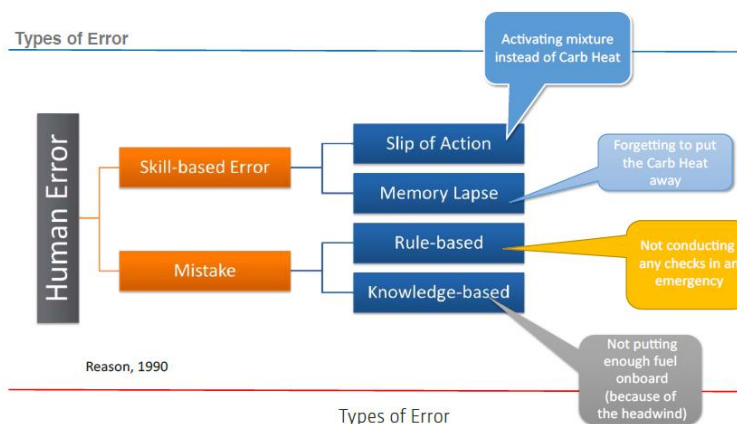 Types of Error
Activating mixture
instead of Carb Heat
Human Error
Skill-based Error
Slip of Action
Memory Lapse
Forgetting to put
the Carb Heat
away
Mistake
Rule-based
Knowledge-based
Not conducting
any checks in an
emergency
Not putting
enough fuel
onboard
(because of
the headwind)
Reason, 1990
Types of Error